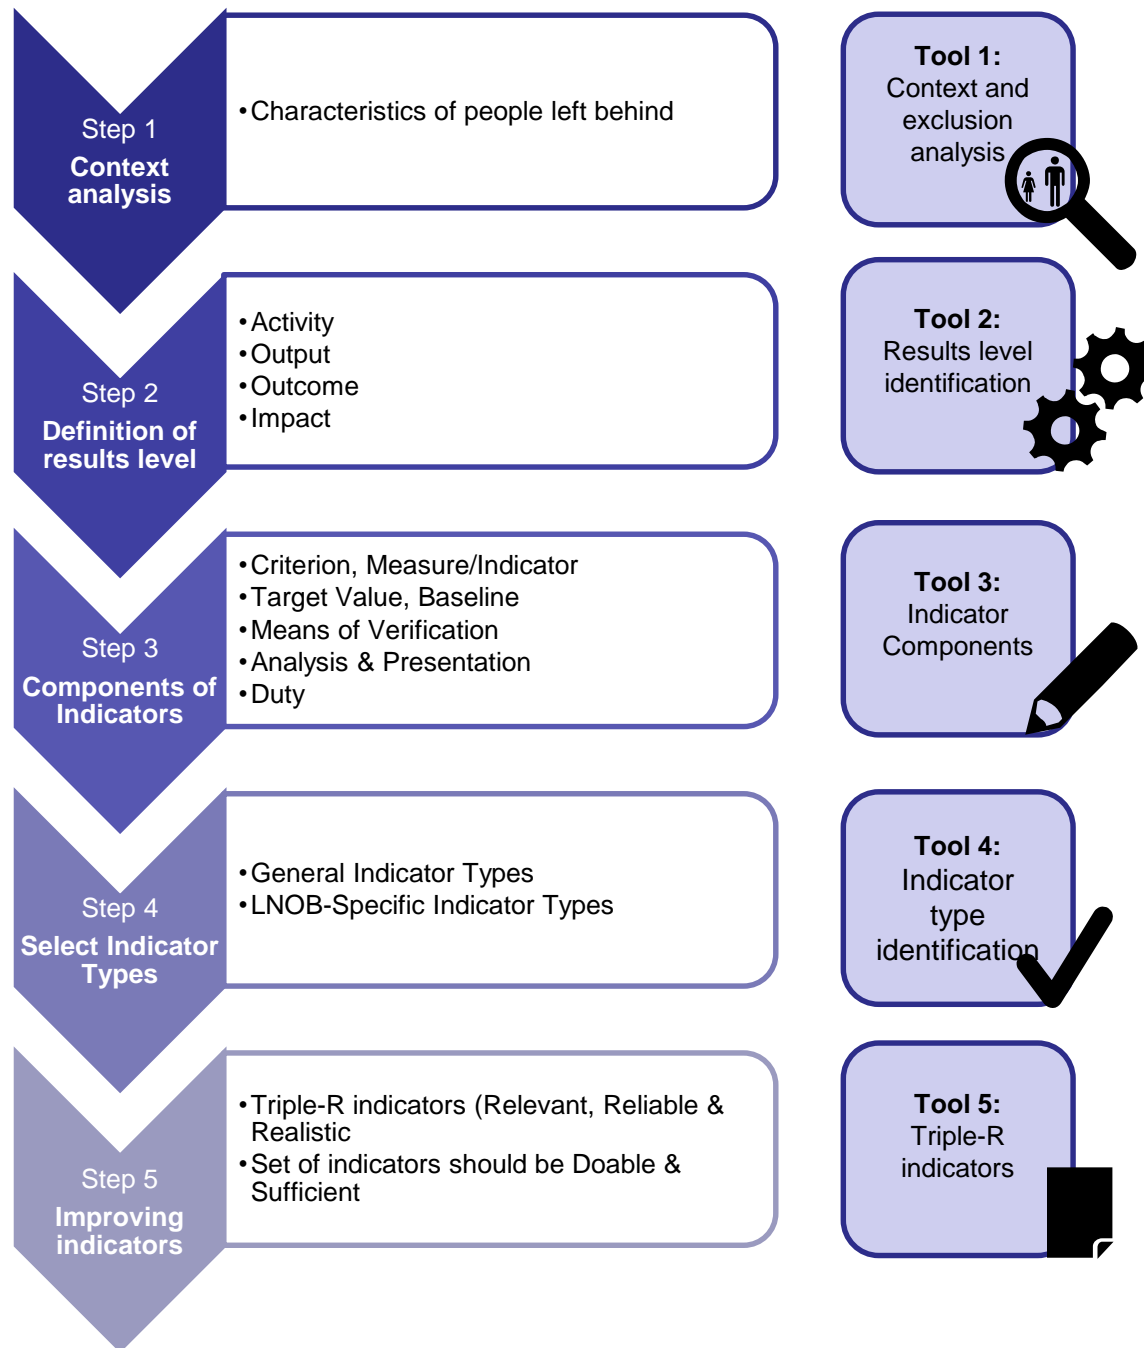 Step 1
Context
analysis
•Characteristics of people left behind
Tool 1:
Context and
exclusion
analysis
Step 2
Definition of
results level
•Activity
•Output
•Outcome
•Impact
Tool 2:
Results level
identification
Step 3
Components of
Indicators
•Criterion, Measure/Indicator
•Target Value, Baseline
•Means of Verification
•Analysis & Presentation
•Duty
Tool 3:
Indicator
Components
Step 4
Select Indicator
Types
•General Indicator Types
•LNOB-Specific Indicator Types
Tool 4:
Indicator
type
identification
Step 5
Improving
indicators
•Triple-R indicators (Relevant, Reliable &
Realistic
•Set of indicators should be Doable &
Sufficient
Tool 5:
Triple-R
indicators